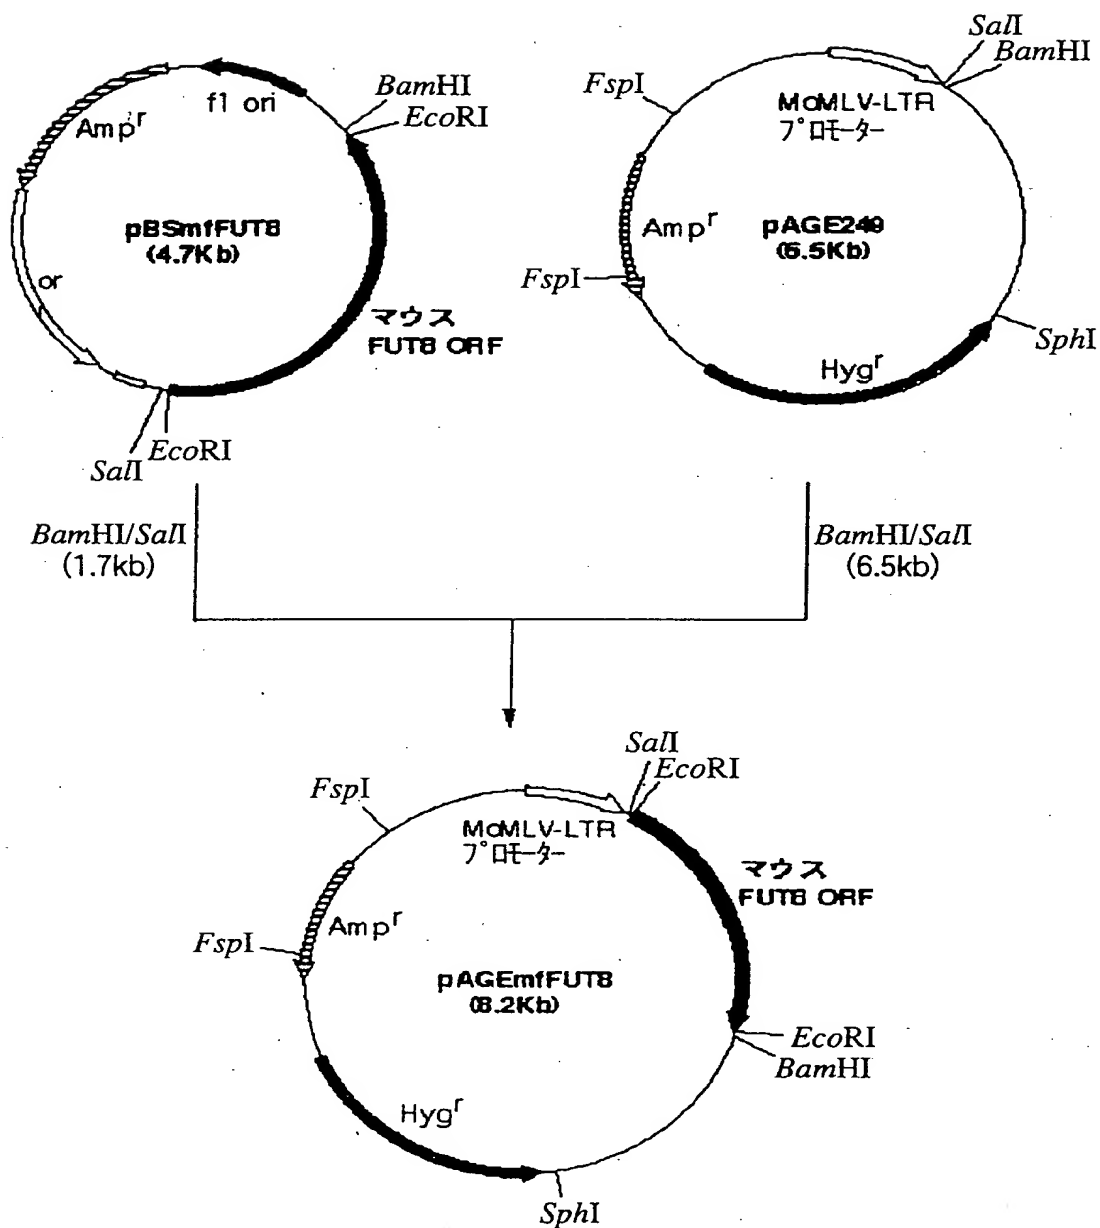 BamHI
EcoRI
f1 ori
Ampr
pBSmfFUT8
(4.7Kb)
or
マウス
FUT8 ORF
EcoRI
SalI
SalI
BamHI
FspI
MoMLV-LTR
プロモーター
Ampr
pAGE249
(6.5Kb)
FspI
SphI
Hygr
BamHI/SalI
(1.7kb)
BamHI/SalI
(6.5kb)
SalI
EcoRI
FspI
MoMLV-LTR
プロモーター
マウス
FUT8 ORF
Ampr
FspI
pAGEmfFUT8
(8.2Kb)
EcoRI
BamHI
Hygr
SphI